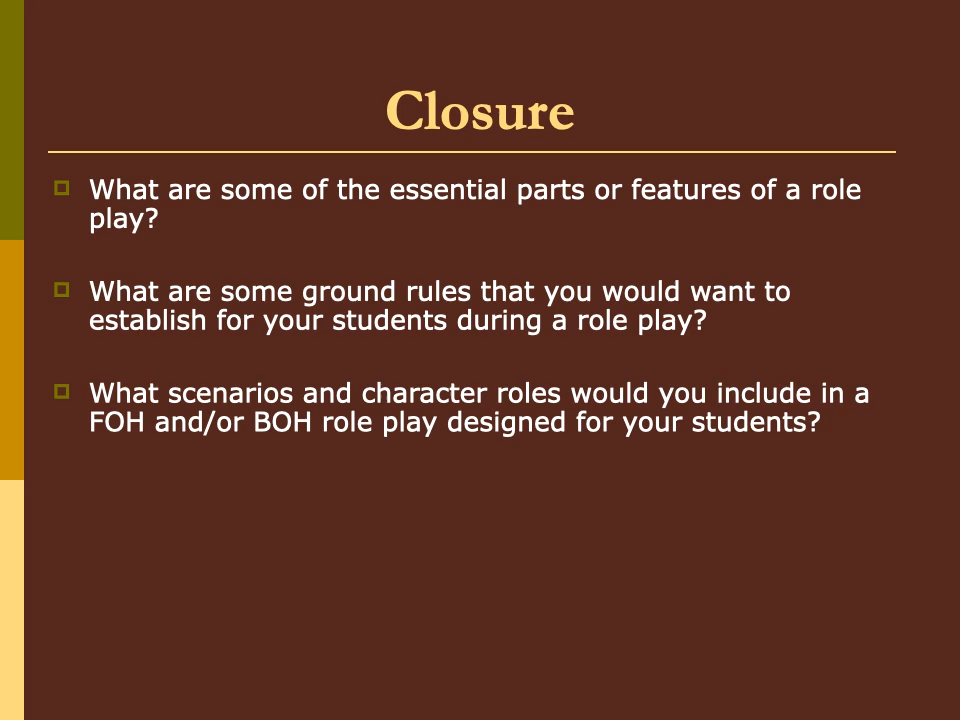 Closure
What are some of the essential parts or features of a role
play?
What are some ground rules that you would want to
establish for your students during a role play?
What scenarios and character roles would you include in a
FOH and/or BOH role play designed for your students?